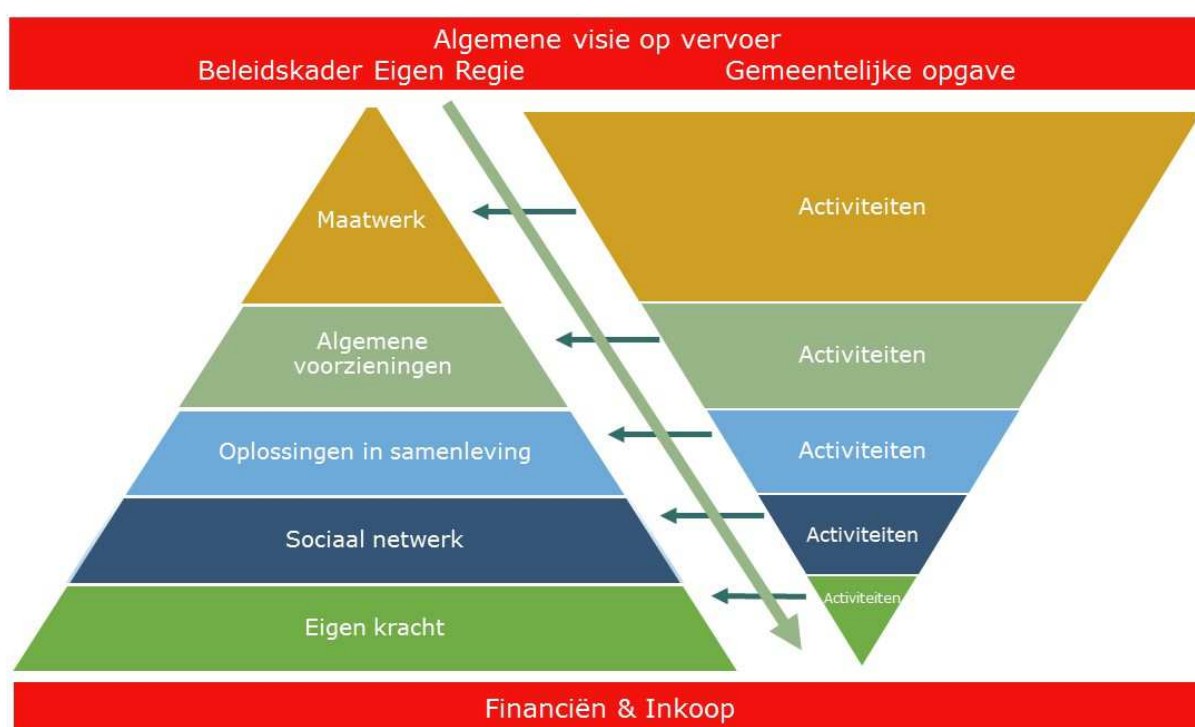 Algemene visie op vervoer
Beleidskader Eigen Regie
Gemeentelijke opgave
Maatwerk
Activiteiten
Algemene
voorzieningen
Activiteiten
Oplossingen in samenleving
Activiteiten
Sociaal netwerk
Activiteiten
Eigen kracht
Activiteiten
Financiën & Inkoop